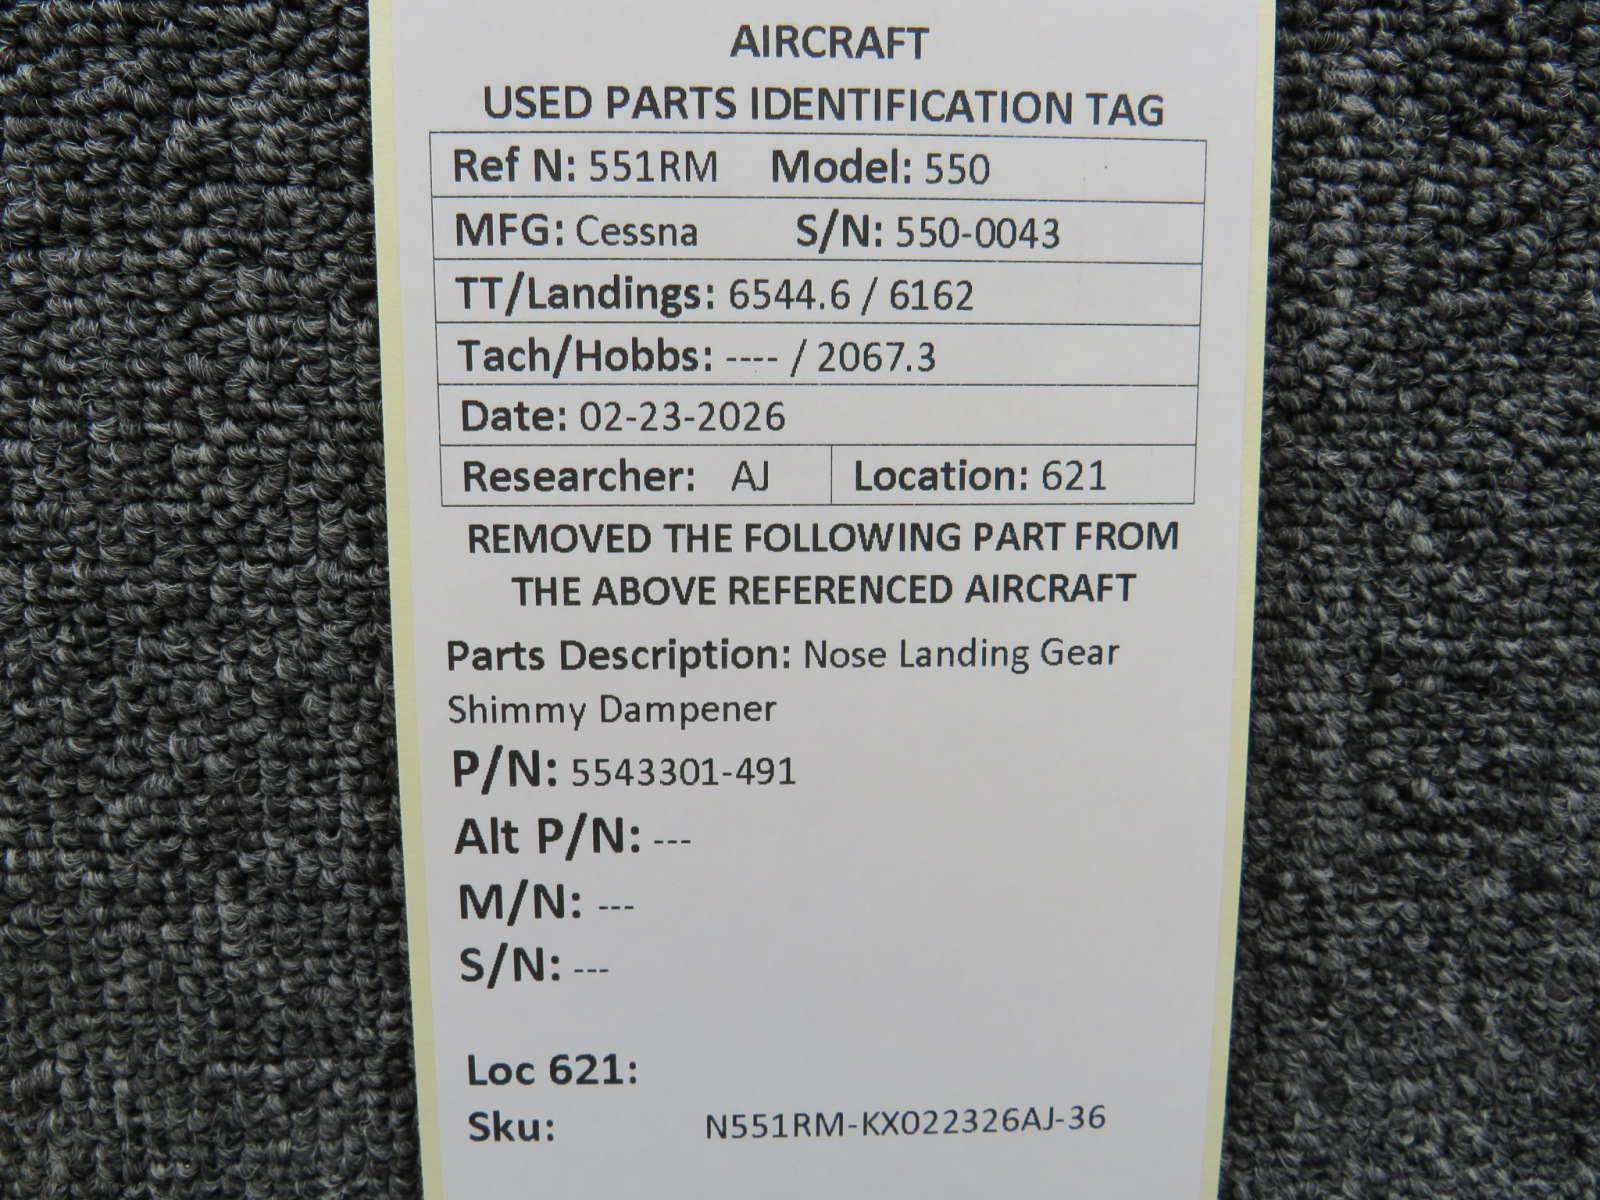 AIRCRAFT
USED PARTS IDENTIFICATION TAG
Ref N: 551RM Model: 550
MFG: Cessna S/N: 550-0043
TT/Landings: 6544.6 / 6162
Tach/Hobbs: ---- / 2067.3
Date: 02-23-2026
Researcher: AJ Location: 621
REMOVED THE FOLLOWING PART FROM
THE ABOVE REFERENCED AIRCRAFT
Parts Description: Nose Landing Gear
Shimmy Dampener
P/N: 5543301-491
Alt P/N: ---
M/N: ---
S/N: ---
Loc 621:
Sku: N551RM-KX022326AJ-36